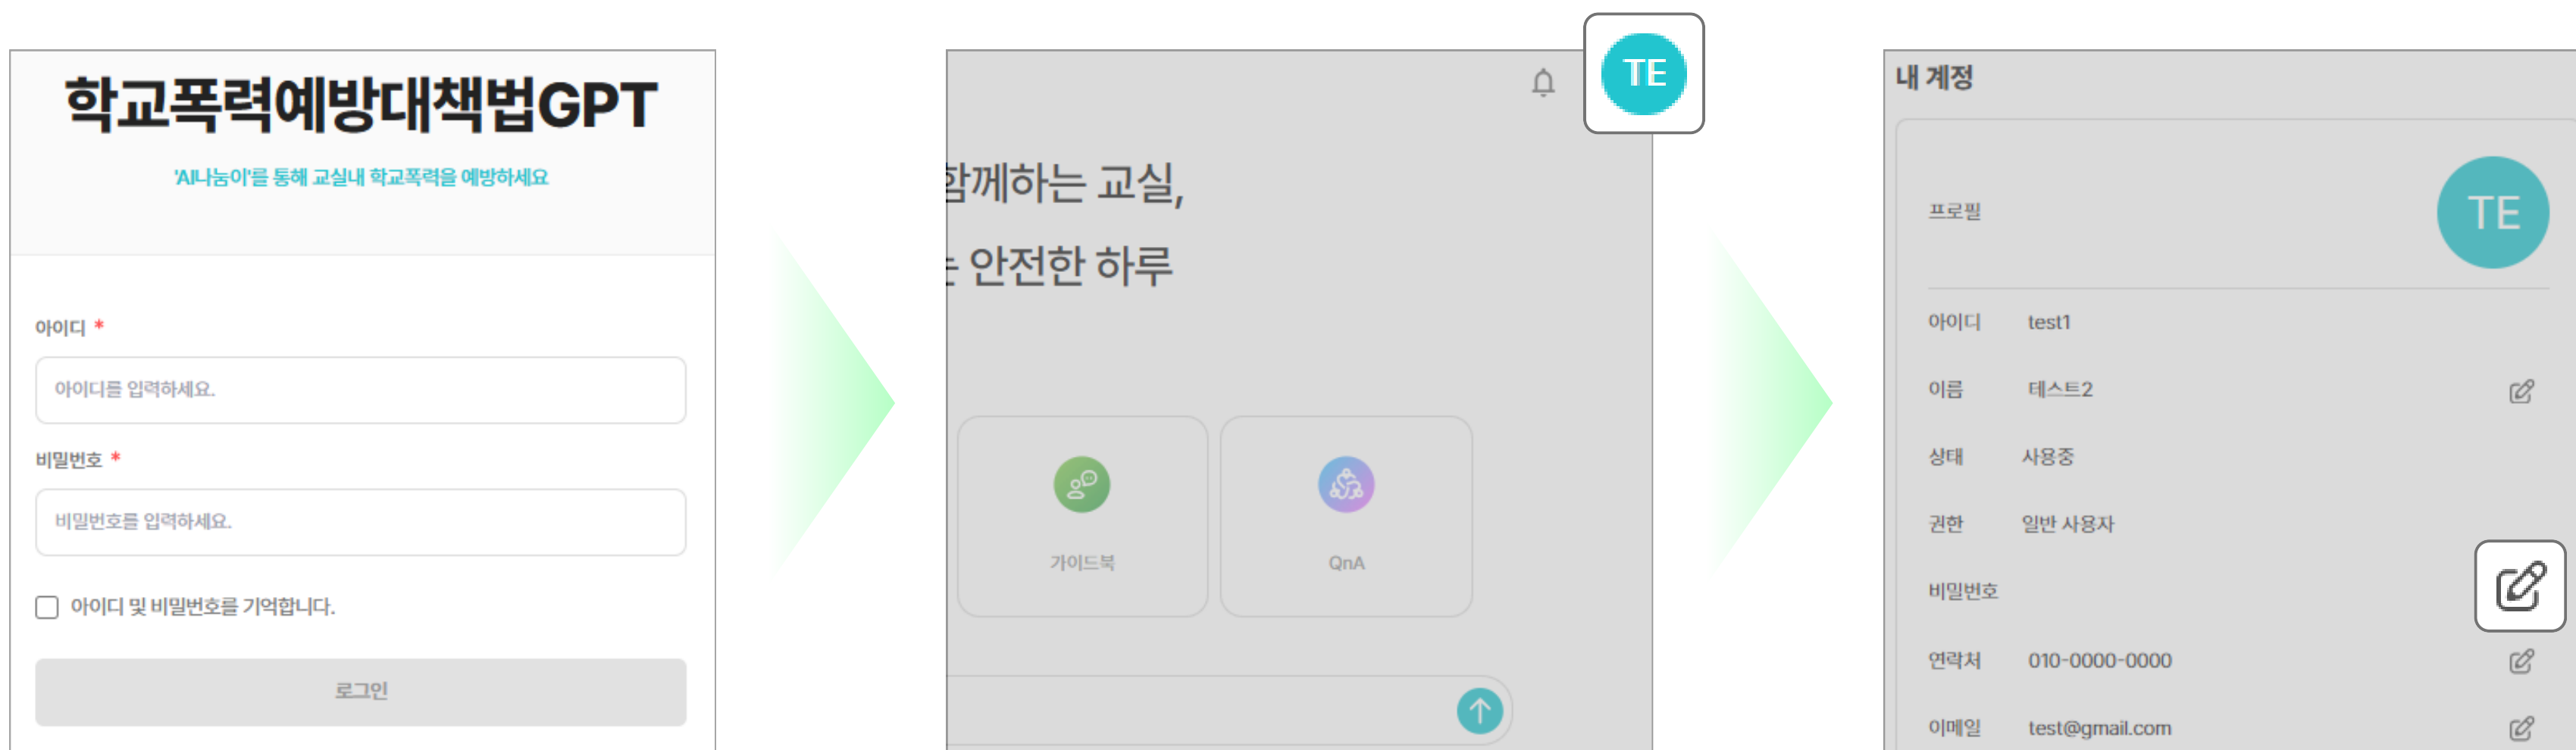 학교폭력예방대책법GPT
'AI나눔이'를 통해 교실내 학교폭력을 예방하세요
아이디 *
아이디를 입력하세요.
비밀번호 *
비밀번호를 입력하세요.
아이디 및 비밀번호를 기억합니다.
로그인
TE
함께하는 교실,
는 안전한 하루
가이드북
QnA
내 계정
프로필
TE
아이디 test1
이름 테스트2
상태 사용중
권한 일반 사용자
비밀번호
연락처 010-0000-0000
이메일 test@gmail.com